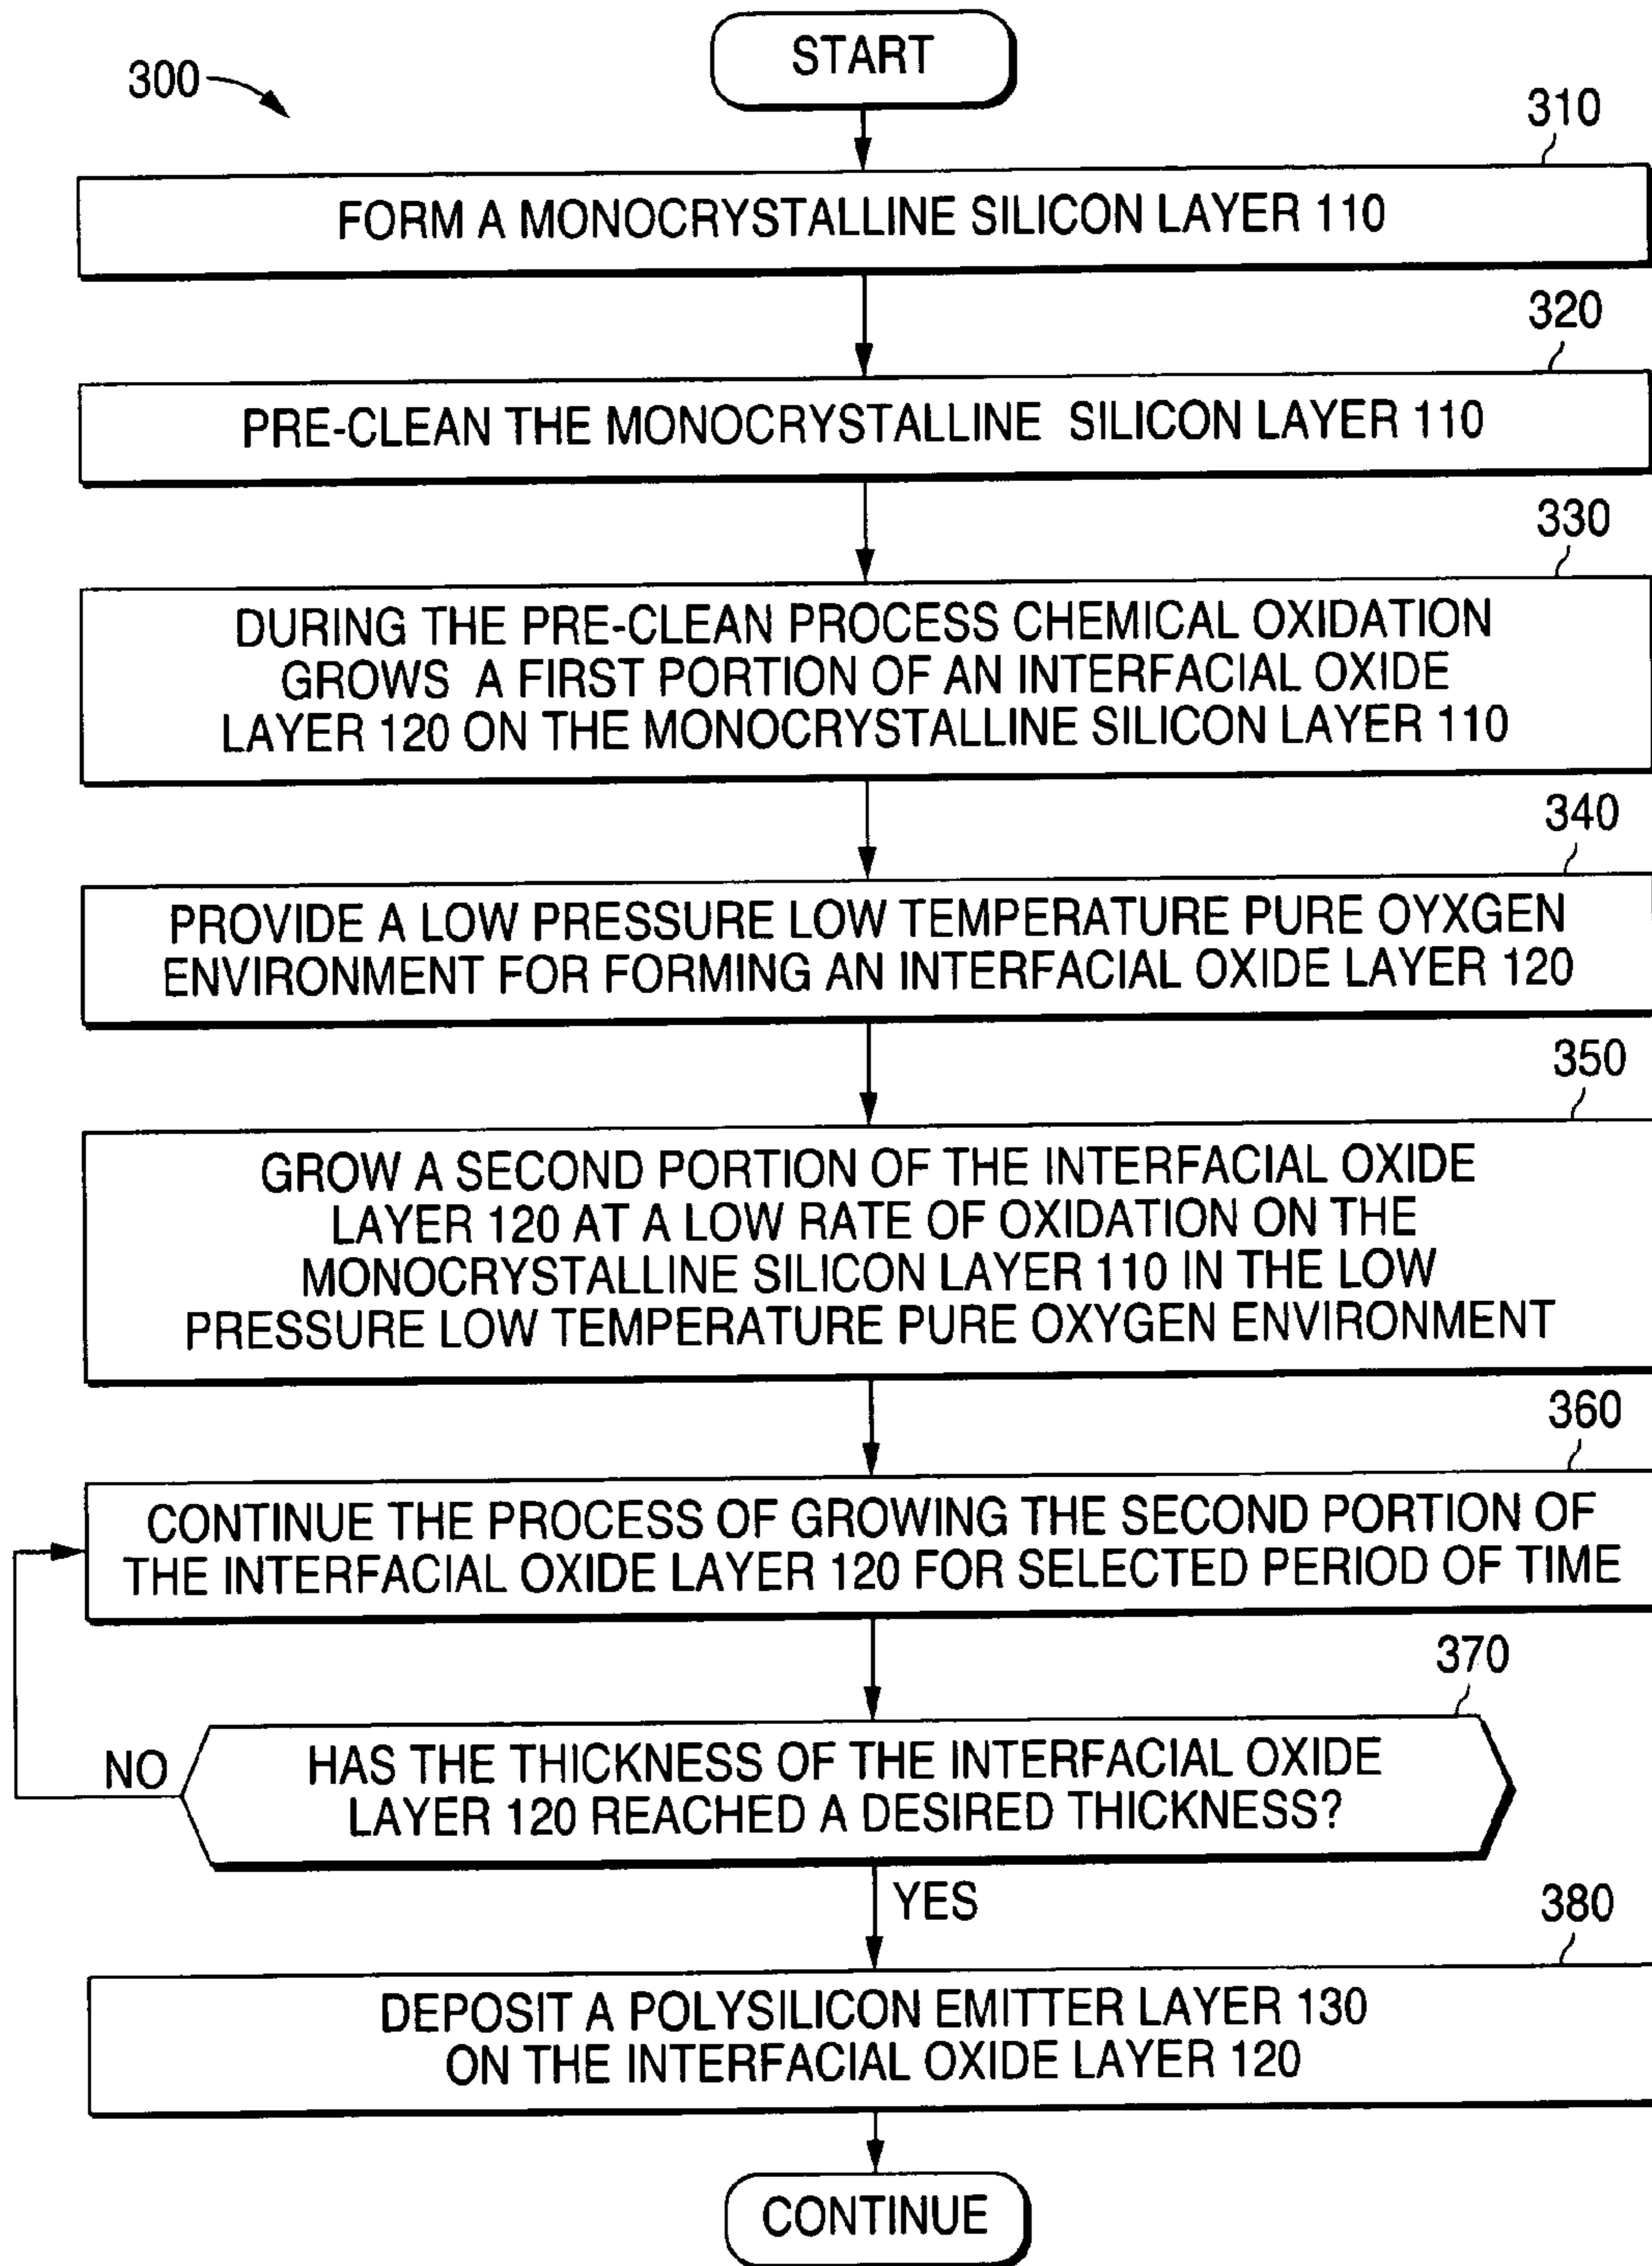 START
300
310
FORM A MONOCRYSTALLINE SILICON LAYER 110
320
PRE-CLEAN THE MONOCRYSTALLINE SILICON LAYER 110
330
DURING THE PRE-CLEAN PROCESS CHEMICAL OXIDATION
GROWS A FIRST PORTION OF AN INTERFACIAL OXIDE
LAYER 120 ON THE MONOCRYSTALLINE SILICON LAYER 110
340
PROVIDE A LOW PRESSURE LOW TEMPERATURE PURE OYXGEN
ENVIRONMENT FOR FORMING AN INTERFACIAL OXIDE LAYER 120
350
GROW A SECOND PORTION OF THE INTERFACIAL OXIDE
LAYER 120 AT A LOW RATE OF OXIDATION ON THE
MONOCRYSTALLINE SILICON LAYER 110 IN THE LOW
PRESSURE LOW TEMPERATURE PURE OXYGEN ENVIRONMENT
360
CONTINUE THE PROCESS OF GROWING THE SECOND PORTION OF
THE INTERFACIAL OXIDE LAYER 120 FOR SELECTED PERIOD OF TIME
370
NO
HAS THE THICKNESS OF THE INTERFACIAL OXIDE
LAYER 120 REACHED A DESIRED THICKNESS?
YES
380
DEPOSIT A POLYSILICON EMITTER LAYER 130
ON THE INTERFACIAL OXIDE LAYER 120
CONTINUE